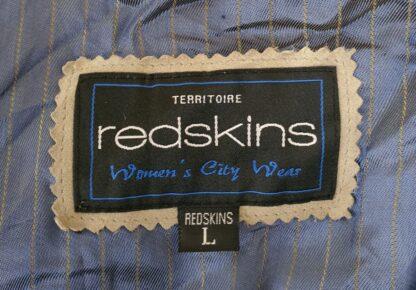 TERRITOIRE
redskins
Women's City Wear
REDSKINS
L